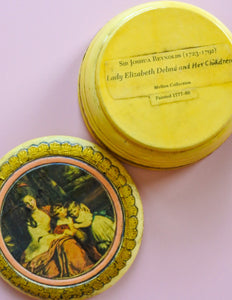 Sir Joshua Reynolds (1723-1792)
Lady Elizabeth Delmé and Her Children
Mellon Collection
Painted 1777-80